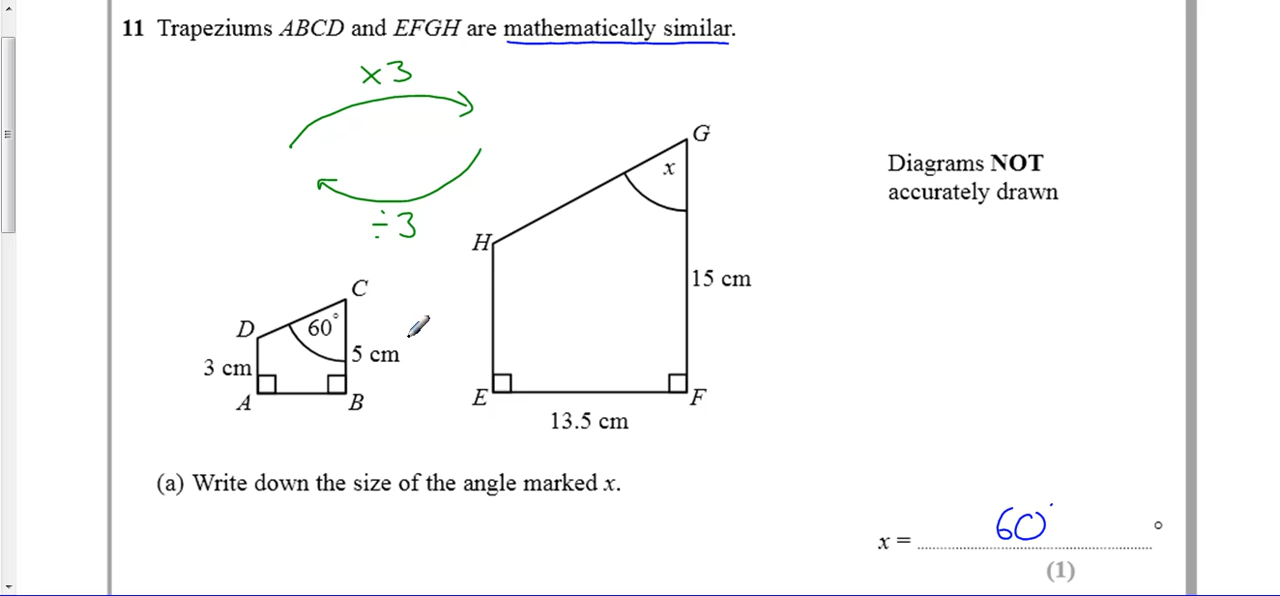 11 Trapeziums ABCD and EFGH are mathematically similar.
×3
÷3
G
x
Diagrams NOT
accurately drawn
H
15 cm
C
D
60°
3 cm
5 cm
A
B
E
F
13.5 cm
(a) Write down the size of the angle marked x.
x = 60 °
(1)